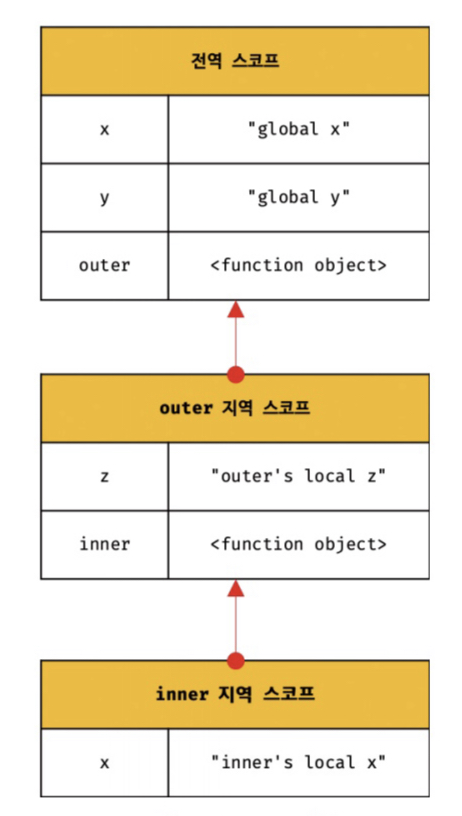 전역 스코프
x "global x"
y "global y"
outer <function object>
outer 지역 스코프
z "outer's local z"
inner <function object>
inner 지역 스코프
x "inner's local x"